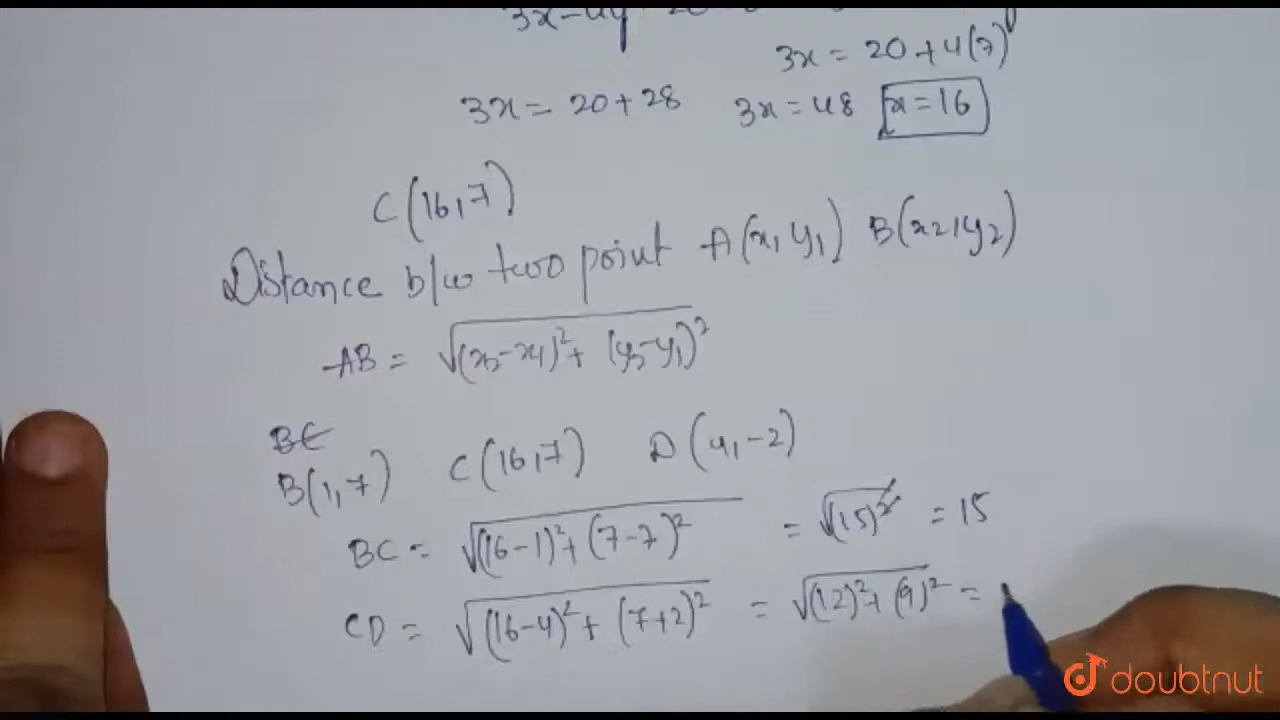 3x-4y
3x = 20+4(7)
3x = 20+28 3x = 48 x = 16
C(16,7)
Distance b/w two point A(x1 y1) B(x2,y2)
AB = √(x2-x1)²+ (y2-y1)²
BC
B(1,7) C(16,7) D(4,-2)
BC = √(16-1)²+(7-7)² = √(15)² = 15
CD = √(16-4)²+(7+2)² = √(12)²+(9)² =
doubtnut